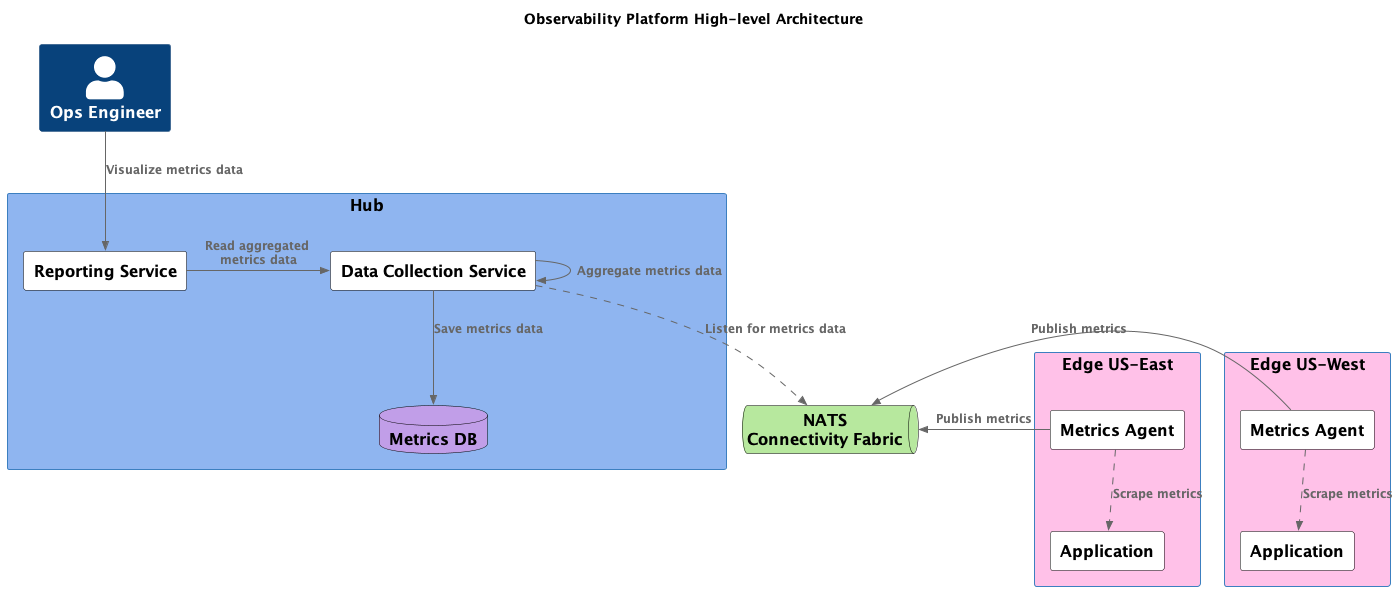 Observability Platform High-level Architecture
Ops Engineer
Visualize metrics data
Hub
Reporting Service
Read aggregated
metrics data
Data Collection Service
Aggregate metrics data
Save metrics data
Listen for metrics data
Metrics DB
NATS
Connectivity Fabric
Publish metrics
Publish metrics
Edge US-East
Metrics Agent
Scrape metrics
Application
Edge US-West
Metrics Agent
Scrape metrics
Application